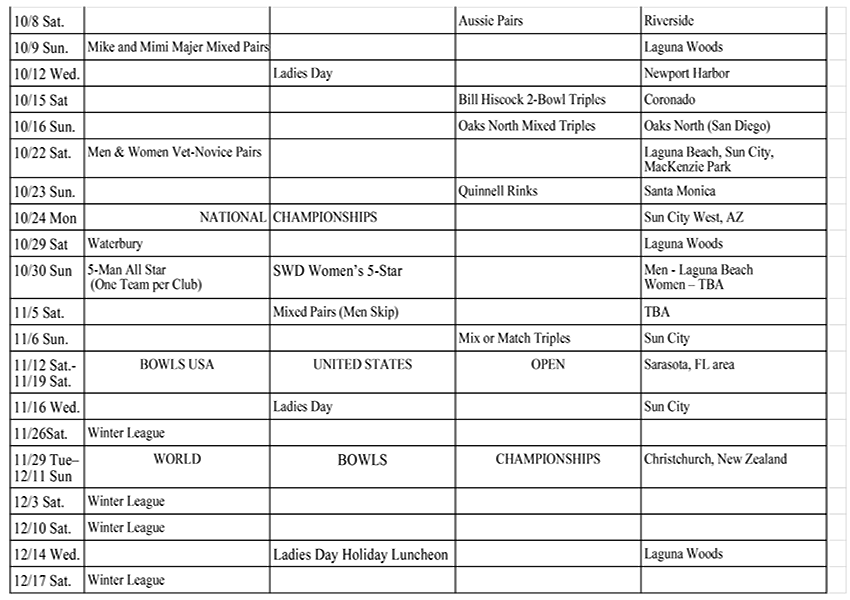 10/8 Sat. Aussie Pairs Riverside
10/9 Sun. Mike and Mimi Majer Mixed Pairs Laguna Woods
10/12 Wed. Ladies Day Newport Harbor
10/15 Sat Bill Hiscock 2-Bowl Triples Coronado
10/16 Sun. Oaks North Mixed Triples Oaks North (San Diego)
10/22 Sat. Men & Women Vet-Novice Pairs Laguna Beach, Sun City,
MacKenzie Park
10/23 Sun. Quinnell Rinks Santa Monica
10/24 Mon NATIONAL CHAMPIONSHIPS Sun City West, AZ
10/29 Sat Waterbury Laguna Woods
10/30 Sun 5-Man All Star SWD Women's 5-Star Men - Laguna Beach
(One Team per Club) Women – TBA
11/5 Sat. Mixed Pairs (Men Skip) TBA
11/6 Sun. Mix or Match Triples Sun City
11/12 Sat.- BOWLS USA UNITED STATES OPEN Sarasota, FL area
11/19 Sat.
11/16 Wed. Ladies Day Sun City
11/26Sat. Winter League
11/29 Tue– WORLD BOWLS CHAMPIONSHIPS Christchurch, New Zealand
12/11 Sun
12/3 Sat. Winter League
12/10 Sat. Winter League
12/14 Wed. Ladies Day Holiday Luncheon Laguna Woods
12/17 Sat. Winter League